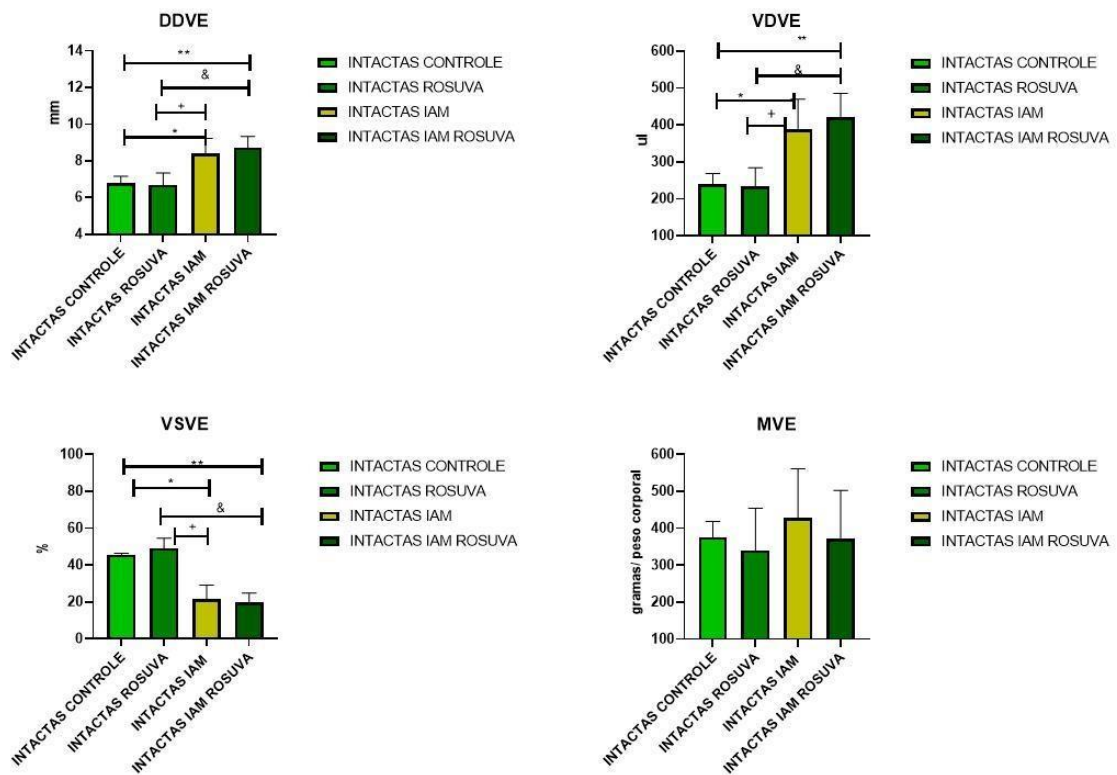 DDVE
14
12
10
8
6
4
mm
**
&
+
*
INTACTAS CONTROLE
INTACTAS ROSUVA
INTACTAS IAM
INTACTAS IAM ROSUVA
INTACTAS CONTROLE
INTACTAS ROSUVA
INTACTAS IAM
INTACTAS IAM ROSUVA
VDVE
600
500
400
300
200
100
ul
**
&
*
+
INTACTAS CONTROLE
INTACTAS ROSUVA
INTACTAS IAM
INTACTAS IAM ROSUVA
INTACTAS CONTROLE
INTACTAS ROSUVA
INTACTAS IAM
INTACTAS IAM ROSUVA
VSVE
100
80
60
40
20
0
%
**
*
&
+
INTACTAS CONTROLE
INTACTAS ROSUVA
INTACTAS IAM
INTACTAS IAM ROSUVA
INTACTAS CONTROLE
INTACTAS ROSUVA
INTACTAS IAM
INTACTAS IAM ROSUVA
MVE
600
500
400
300
200
100
gramas/ peso corporal
INTACTAS CONTROLE
INTACTAS ROSUVA
INTACTAS IAM
INTACTAS IAM ROSUVA
INTACTAS CONTROLE
INTACTAS ROSUVA
INTACTAS IAM
INTACTAS IAM ROSUVA